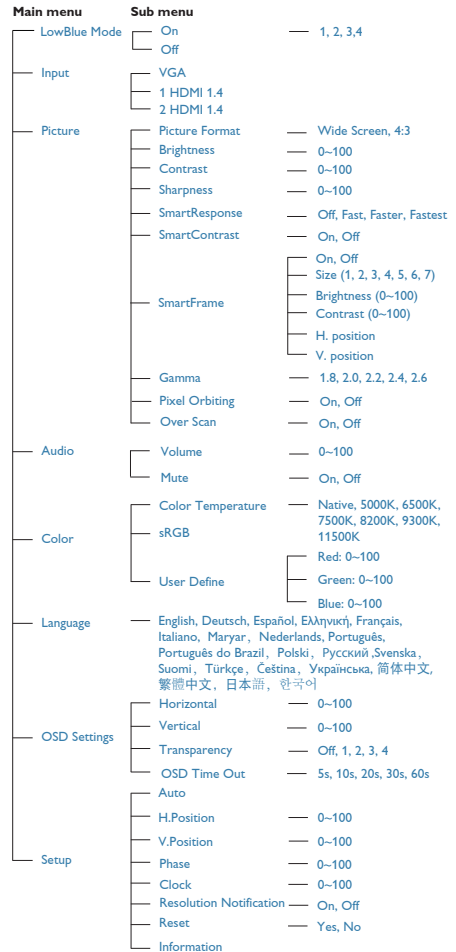 Main menu Sub menu
LowBlue Mode On 1, 2, 3,4
Off
Input VGA
1 HDMI 1.4
2 HDMI 1.4
Picture Picture Format Wide Screen, 4:3
Brightness 0~100
Contrast 0~100
Sharpness 0~100
SmartResponse Off, Fast, Faster, Fastest
SmartContrast On, Off
SmartFrame On, Off
Size (1, 2, 3, 4, 5, 6, 7)
Brightness (0~100)
Contrast (0~100)
H. position
V. position
Gamma 1.8, 2.0, 2.2, 2.4, 2.6
Pixel Orbiting On, Off
Over Scan On, Off
Audio Volume 0~100
Mute On, Off
Color Color Temperature Native, 5000K, 6500K,
7500K, 8200K, 9300K,
11500K
sRGB
User Define Red: 0~100
Green: 0~100
Blue: 0~100
Language English, Deutsch, Español, Ελληνική, Français,
Italiano, Maryar, Nederlands, Português,
Português do Brazil, Polski, Русский ,Svenska,
Suomi, Türkçe, Čeština, Українська, 简体中文,
繁體中文, 日本語, 한국어
OSD Settings Horizontal 0~100
Vertical 0~100
Transparency Off, 1, 2, 3, 4
OSD Time Out 5s, 10s, 20s, 30s, 60s
Setup Auto
H.Position 0~100
V.Position 0~100
Phase 0~100
Clock 0~100
Resolution Notification On, Off
Reset Yes, No
Information